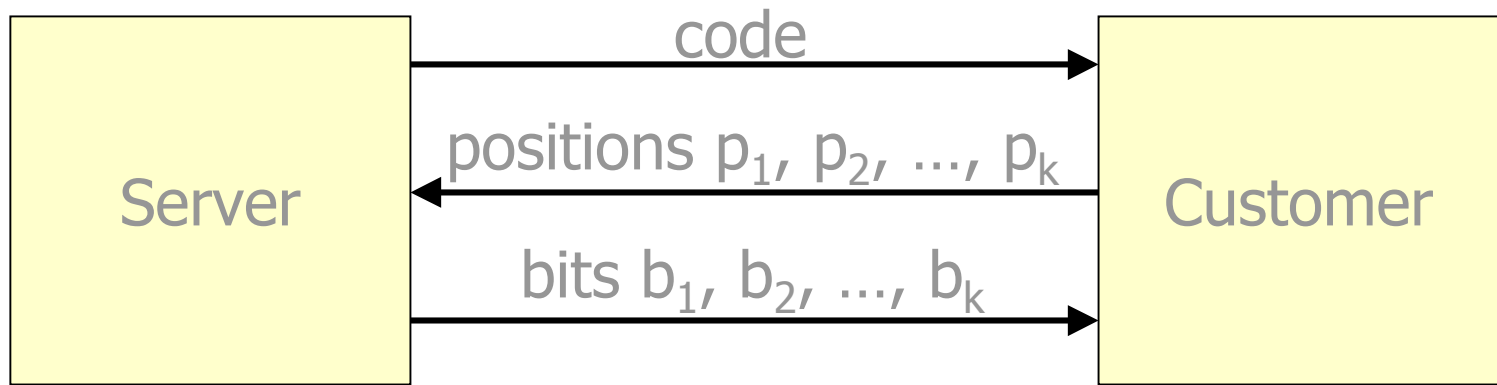 code
positions p₁, p₂, …, pₖ
Server
Customer
bits b₁, b₂, …, bₖ